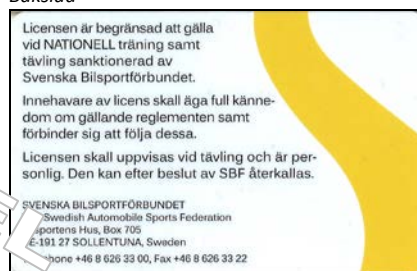 Licensen är begränsad att gälla
vid NATIONELL träning samt
tävling sanktionerad av
Svenska Bilsportförbundet.
Innehavare av licens skall äga full känne-
dom om gällande reglementen samt
förbinder sig att följa dessa.
Licensen skall uppvisas vid tävling och är per-
sonlig. Den kan efter beslut av SBF återkallas.
SVENSKA BILSPORTFÖRBUNDET
Swedish Automobile Sports Federation
Hus, Box 705
191 27 SOLLENTUNA, Sweden
+46 8 626 33 00, Fax +46 8 626 33 22